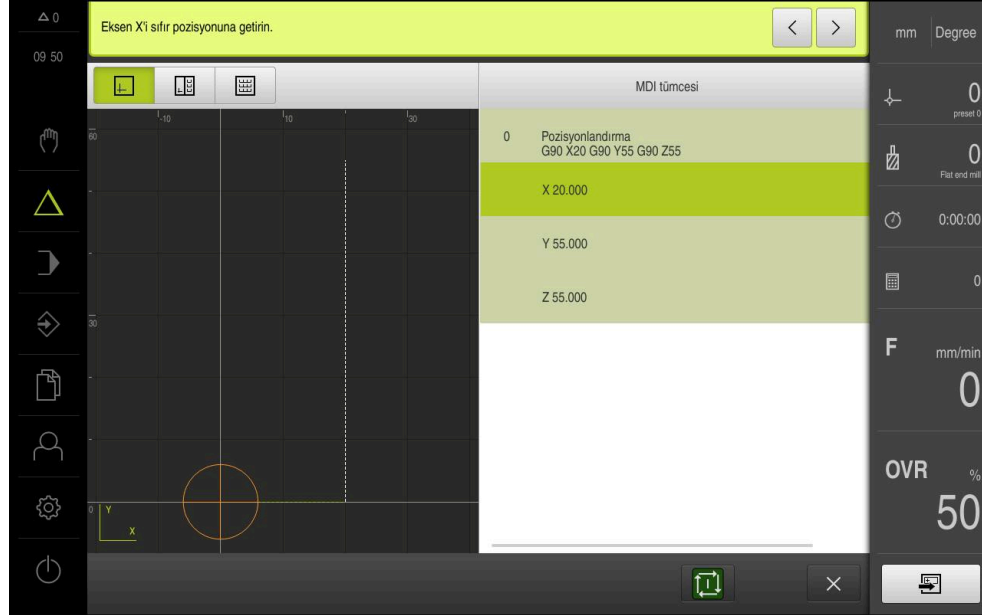 0
09 50
Eksen X'i sıfır pozisyonuna getirin.
mm Degree
MDI tümcesi
-10 10 30
60
30
0
Y
X
0 Pozisyonlandırma
G90 X20 G90 Y55 G90 Z55
X 20.000
Y 55.000
Z 55.000
0
preset 0
0
Flat end mill
0:00:00
0
F mm/min
0
OVR %
50